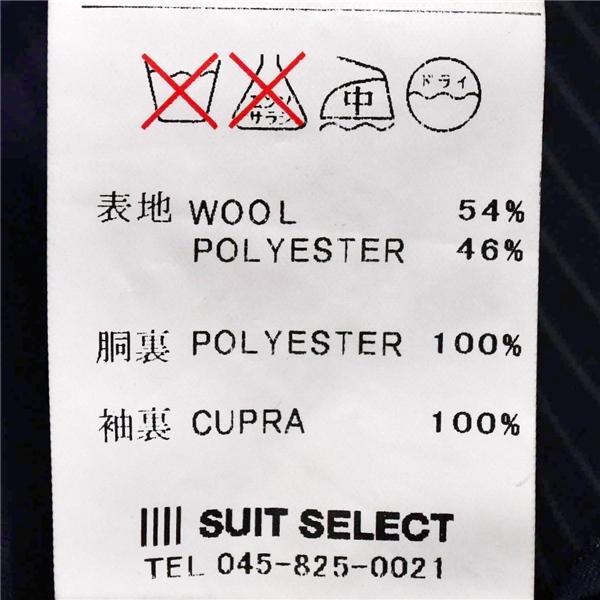 エンソ
サラシ
中
ドライ
表地 WOOL 54%
POLYESTER 46%
胴裏 POLYESTER 100%
袖裏 CUPRA 100%
SUIT SELECT
TEL 045-825-0021